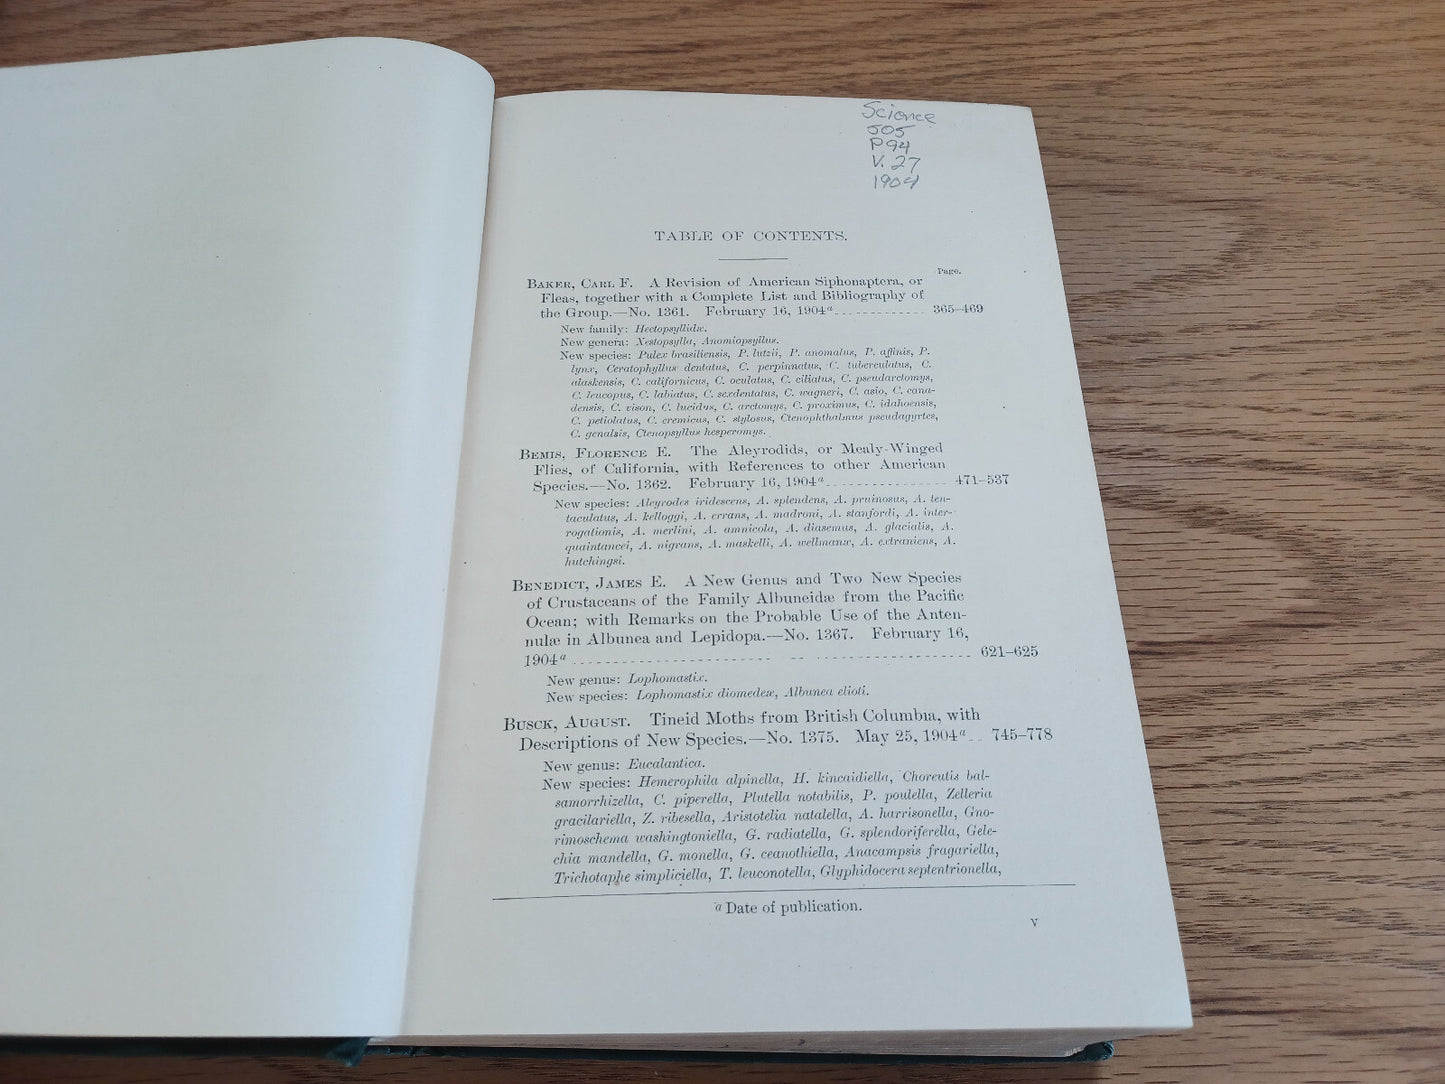 Science
505
P94
V. 27
1904
TABLE OF CONTENTS.
Page.
BAKER, CARL F. A Revision of American Siphonaptera, or
Fleas, together with a Complete List and Bibliography of
the Group.—No. 1361. February 16, 1904a ............. 365–469
New family: Hectopsyllidæ.
New genera: Xestopsylla, Anomiopsyllus.
New species: Pulex brasiliensis, P. lutzii, P. anomalus, P. affinis, P.
lynx, Ceratophyllus dentatus, C. perpinnatus, C. tuberculatus, C.
alaskensis, C. californicus, C. oculatus, C. ciliatus, C. pseudarctomys,
C. leucopus, C. labiatus, C. sexdentatus, C. wagneri, C. asio, C. cana-
densis, C. vison, C. lucidus, C. arctomys, C. proximus, C. idahoensis,
C. petiolatus, C. eremicus, C. stylosus, Ctenophthalmus pseudagyrtes,
C. genalis, Ctenopsyllus hesperomys.
BEMIS, FLORENCE E. The Aleyrodids, or Mealy-Winged
Flies, of California, with References to other American
Species.—No. 1362. February 16, 1904a ................ 471–537
New species: Aleyrodes iridescens, A. splendens, A. pruinosus, A. ten-
taculatus, A. kelloggi, A. errans, A. madroni, A. stanfordi, A. inter-
rogationis, A. merlini, A. amnicola, A. diasemus, A. glacialis, A.
quaintancei, A. nigrans, A. maskelli, A. wellmanæ, A. extraniens, A.
hutchingsi.
BENEDICT, JAMES E. A New Genus and Two New Species
of Crustaceans of the Family Albuneidæ from the Pacific
Ocean; with Remarks on the Probable Use of the Anten-
nulæ in Albunea and Lepidopa.—No. 1367. February 16,
1904a ............................................ 621–625
New genus: Lophomastix.
New species: Lophomastix diomedeæ, Albunea elioti.
BUSCK, AUGUST. Tineid Moths from British Columbia, with
Descriptions of New Species.—No. 1375. May 25, 1904a .. 745–778
New genus: Eucalantica.
New species: Hemerophila alpinella, H. kincaidiella, Choreutis bal-
samorrhizella, C. piperella, Plutella notabilis, P. poulella, Zelleria
gracilariella, Z. ribesella, Aristotelia natalella, A. harrisonella, Gno-
rimoschema washingtoniella, G. radiatella, G. splendoriferella, Gele-
chia mandella, G. monella, G. ceanothiella, Anacampsis fragariella,
Trichotaphe simpliciella, T. leuconotella, Glyphidocera septentrionella,
a Date of publication.
V